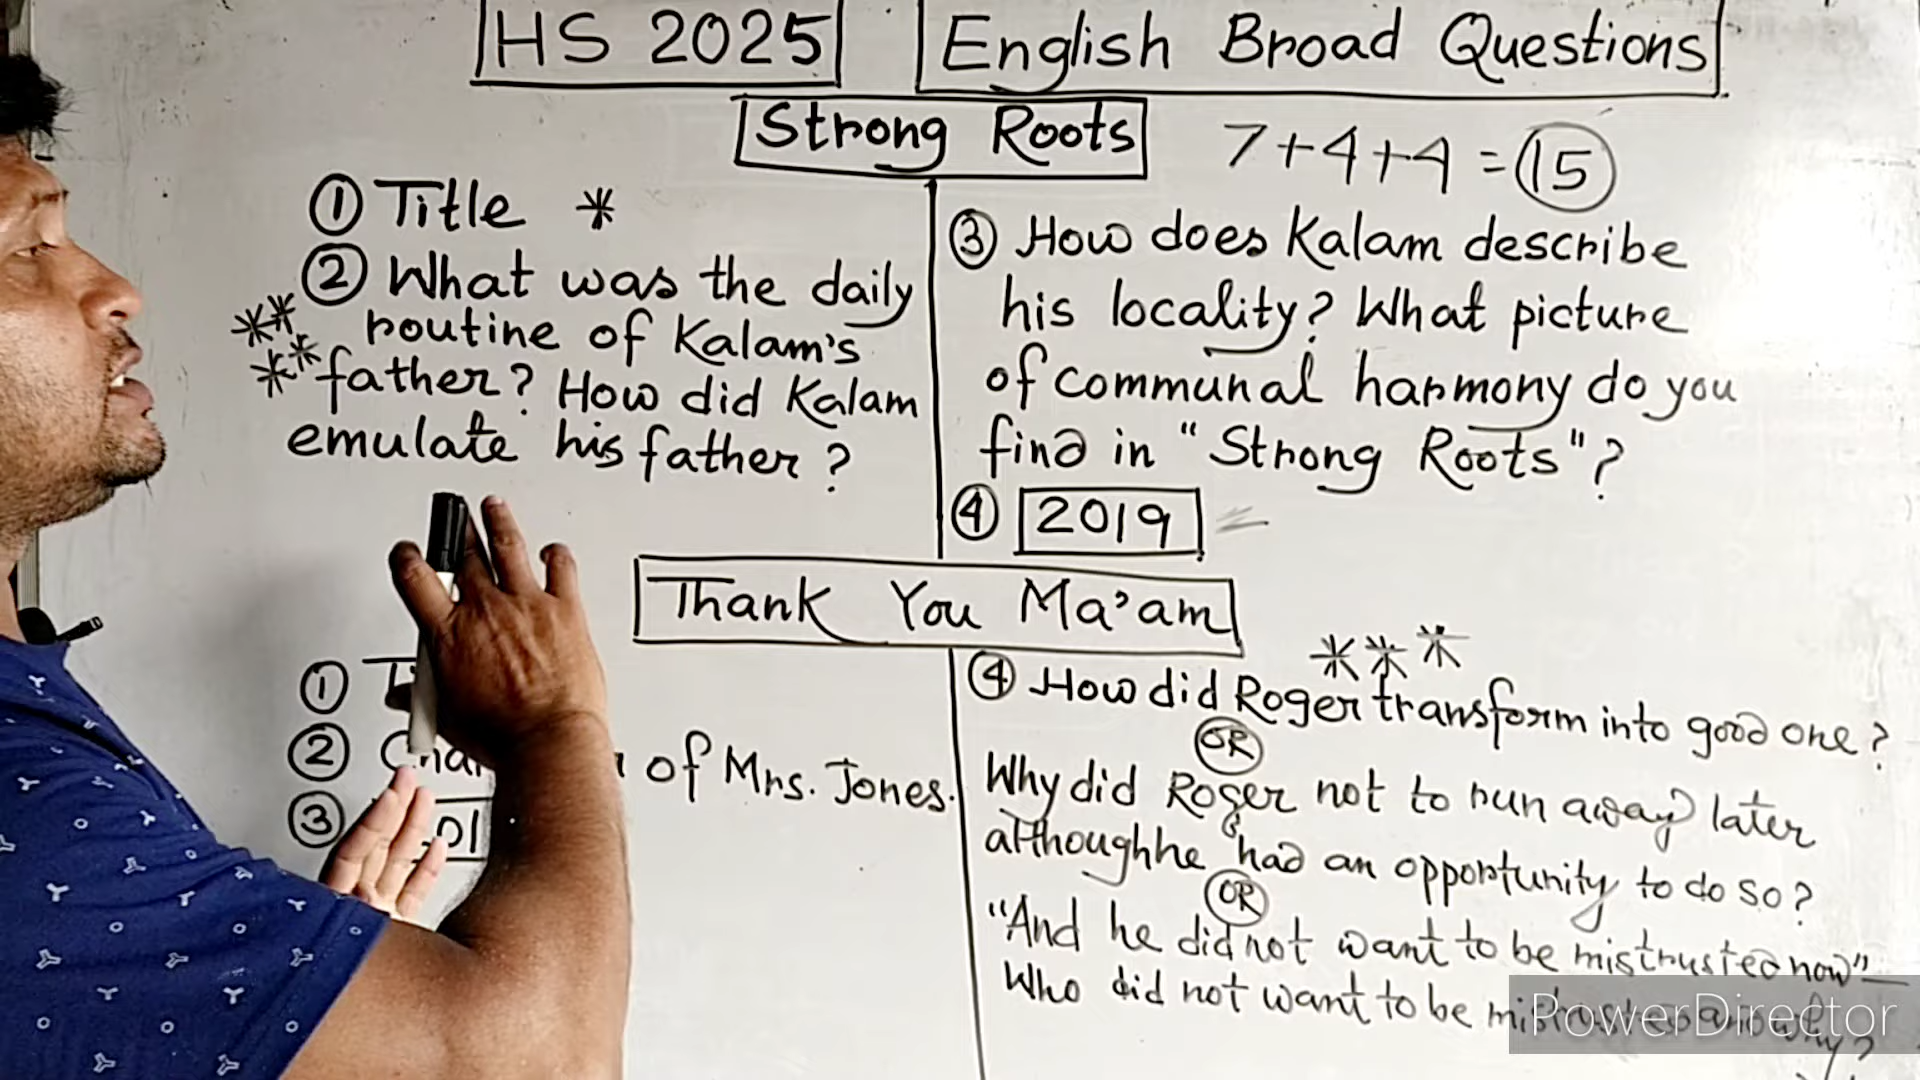 HS 2025 English Broad Questions
Strong Roots 7+4+4 = 15
① Title *
② What was the daily
** routine of Kalam's
** father? How did Kalam
emulate his father?
③ How does Kalam describe
his locality? What picture
of communal harmony do you
find in "Strong Roots"?
④ 2019
Thank You Ma'am
①
② of Mrs. Jones.
③
***
④ How did Roger transform into good one?
OR
Why did Roger not to run away later
although he had an opportunity to do so?
OR
"And he did not want to be mistrusted now"—
Who did not want to be
PowerDirector